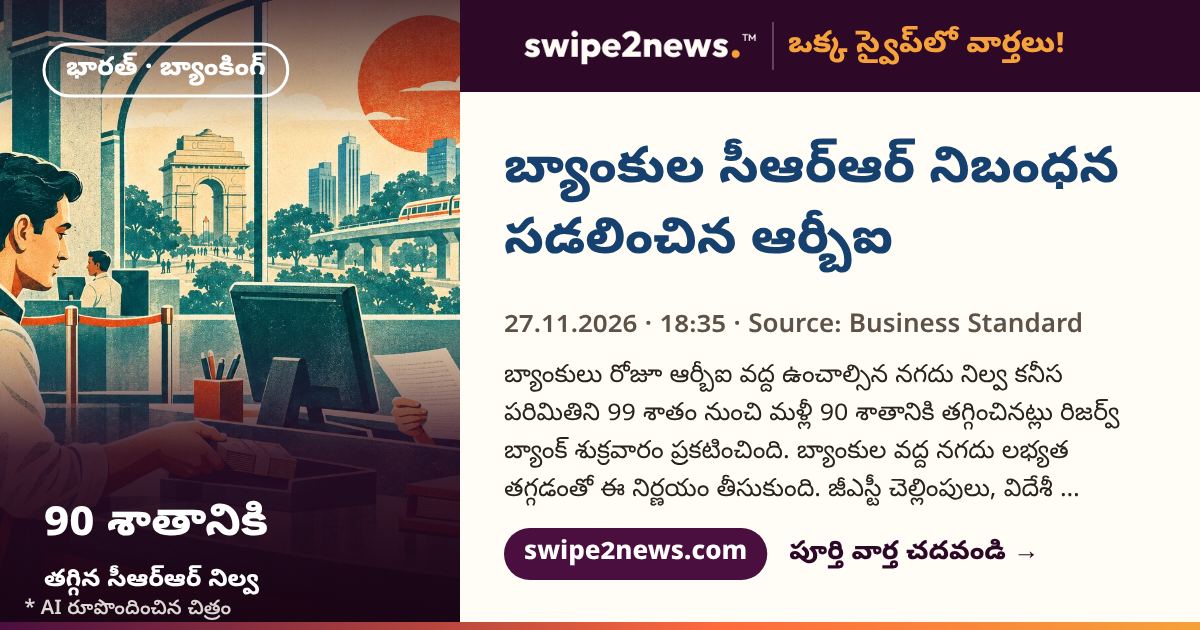 భారత్ · బ్యాంకింగ్
90 శాతానికి
తగ్గిన సీఆర్ఆర్ నిల్వ
* AI రూపొందించిన చిత్రం
swipe2news.™ ఒక్క స్వైప్‌లో వార్తలు!
బ్యాంకుల సీఆర్ఆర్ నిబంధన
సడలించిన ఆర్బీఐ
27.11.2026 · 18:35 · Source: Business Standard
బ్యాంకులు రోజూ ఆర్బీఐ వద్ద ఉంచాల్సిన నగదు నిల్వ కనీస
పరిమితిని 99 శాతం నుంచి మళ్లీ 90 శాతానికి తగ్గించినట్లు రిజర్వ్
బ్యాంక్ శుక్రవారం ప్రకటించింది. బ్యాంకుల వద్ద నగదు లభ్యత
తగ్గడంతో ఈ నిర్ణయం తీసుకుంది. జీఎస్టీ చెల్లింపులు, విదేశీ ...
swipe2news.com పూర్తి వార్త చదవండి →